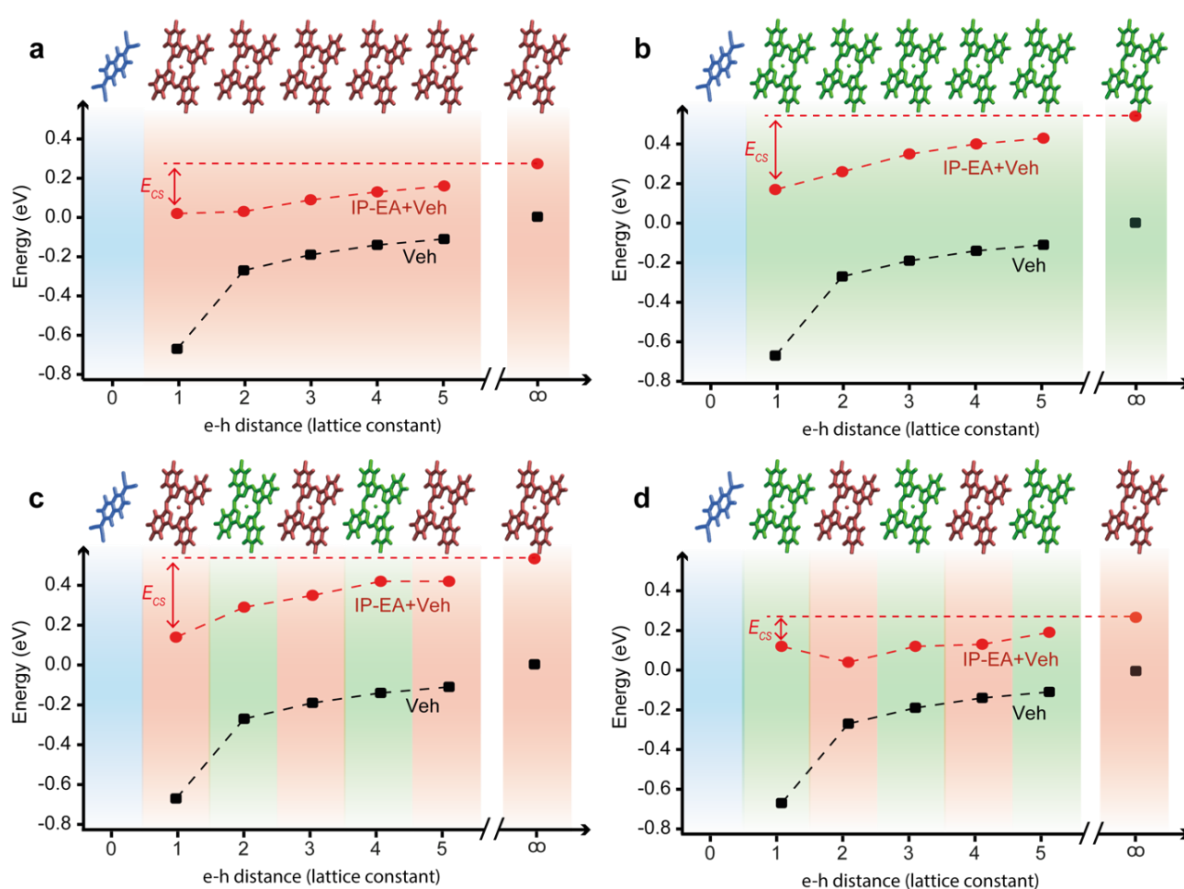 a
Energy (eV)
0.4
0.2
0.0
-0.2
-0.4
-0.6
-0.8
E_CS
IP-EA+Veh
Veh
0 1 2 3 4 5 ∞
e-h distance (lattice constant)
b
Energy (eV)
0.4
0.2
0.0
-0.2
-0.4
-0.6
-0.8
E_CS
IP-EA+Veh
Veh
0 1 2 3 4 5 ∞
e-h distance (lattice constant)
c
Energy (eV)
0.4
0.2
0.0
-0.2
-0.4
-0.6
-0.8
E_CS
IP-EA+Veh
Veh
0 1 2 3 4 5 ∞
e-h distance (lattice constant)
d
Energy (eV)
0.4
0.2
0.0
-0.2
-0.4
-0.6
-0.8
E_CS
IP-EA+Veh
Veh
0 1 2 3 4 5 ∞
e-h distance (lattice constant)